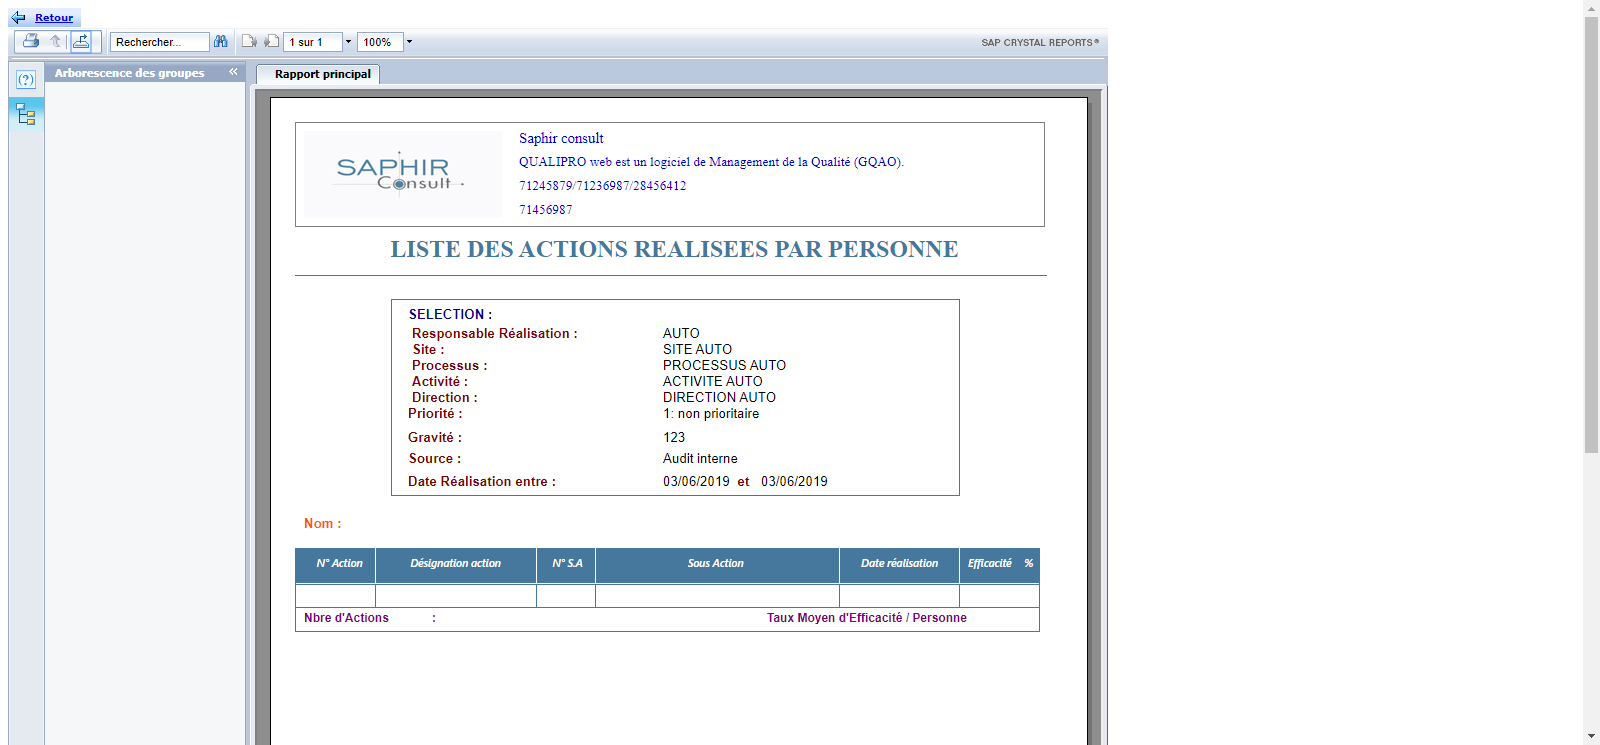 Retour
Rechercher... 1 sur 1 100% SAP CRYSTAL REPORTS®
(?) Arborescence des groupes «
Rapport principal
SAPHIR
Consult
Saphir consult
QUALIPRO web est un logiciel de Management de la Qualité (GQAO).
71245879/71236987/28456412
71456987
LISTE DES ACTIONS REALISEES PAR PERSONNE
SELECTION :
Responsable Réalisation : AUTO
Site : SITE AUTO
Processus : PROCESSUS AUTO
Activité : ACTIVITE AUTO
Direction : DIRECTION AUTO
Priorité : 1: non prioritaire
Gravité : 123
Source : Audit interne
Date Réalisation entre : 03/06/2019 et 03/06/2019
Nom :
N° Action Désignation action N° S.A Sous Action Date réalisation Efficacité %
Nbre d'Actions : Taux Moyen d'Efficacité / Personne